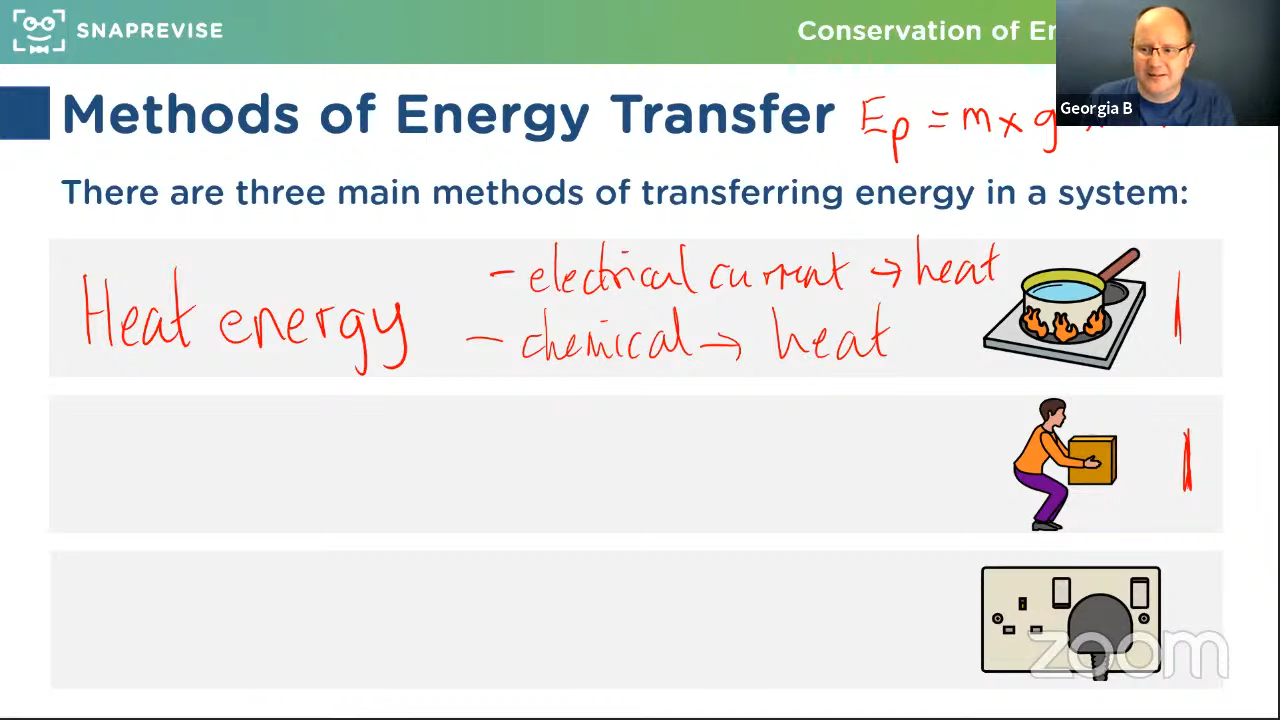 SNAPREVISE
Conservation of
Georgia B
Methods of Energy Transfer
Ep = m x g
There are three main methods of transferring energy in a system:
Heat energy
- electrical current → heat
- chemical → heat
zoom